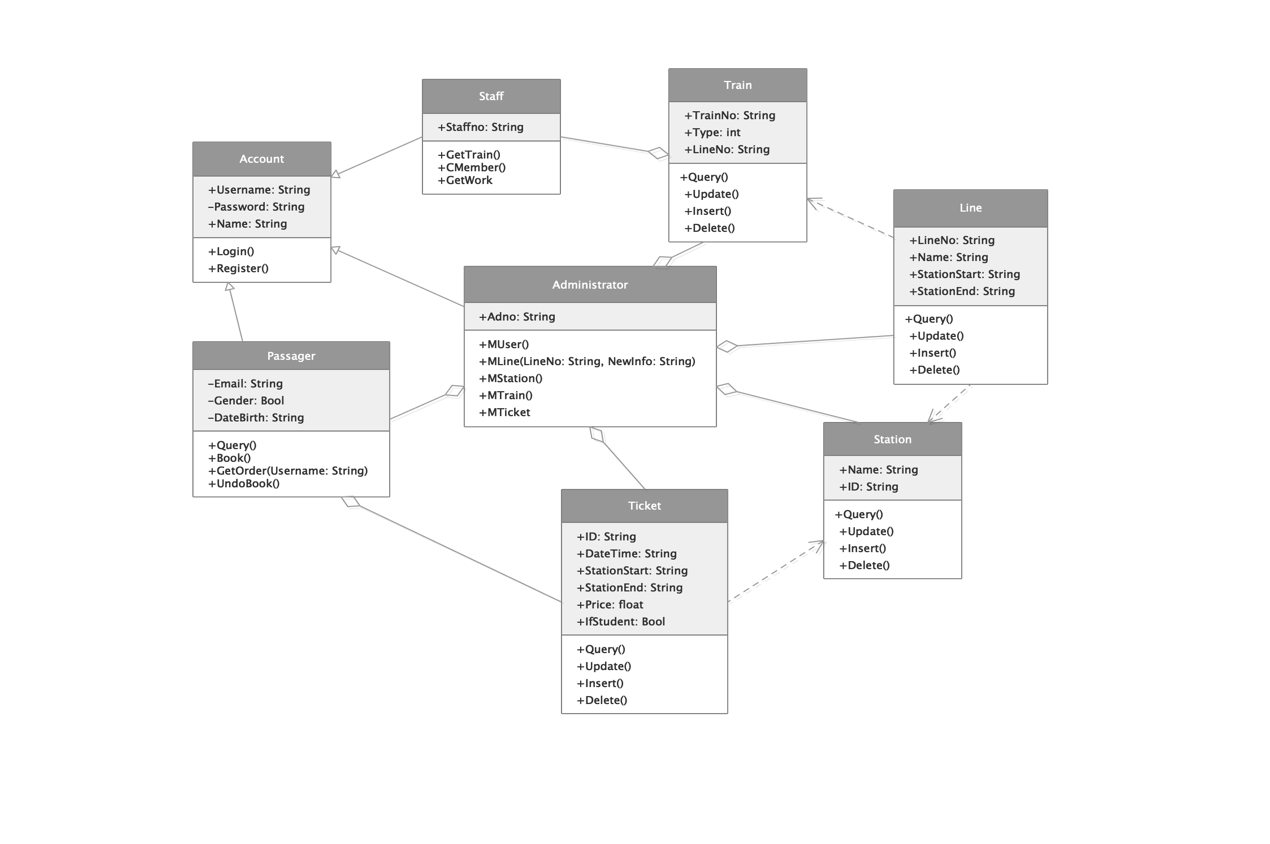 Staff
+Staffno: String
+GetTrain()
+CMember()
+GetWork
Train
+TrainNo: String
+Type: int
+LineNo: String
+Query()
+Update()
+Insert()
+Delete()
Account
+Username: String
−Password: String
+Name: String
+Login()
+Register()
Line
+LineNo: String
+Name: String
+StationStart: String
+StationEnd: String
+Query()
+Update()
+Insert()
+Delete()
Administrator
+Adno: String
+MUser()
+MLine(LineNo: String, NewInfo: String)
+MStation()
+MTrain()
+MTicket
Passager
−Email: String
−Gender: Bool
−DateBirth: String
+Query()
+Book()
+GetOrder(Username: String)
+UndoBook()
Station
+Name: String
+ID: String
+Query()
+Update()
+Insert()
+Delete()
Ticket
+ID: String
+DateTime: String
+StationStart: String
+StationEnd: String
+Price: float
+IfStudent: Bool
+Query()
+Update()
+Insert()
+Delete()